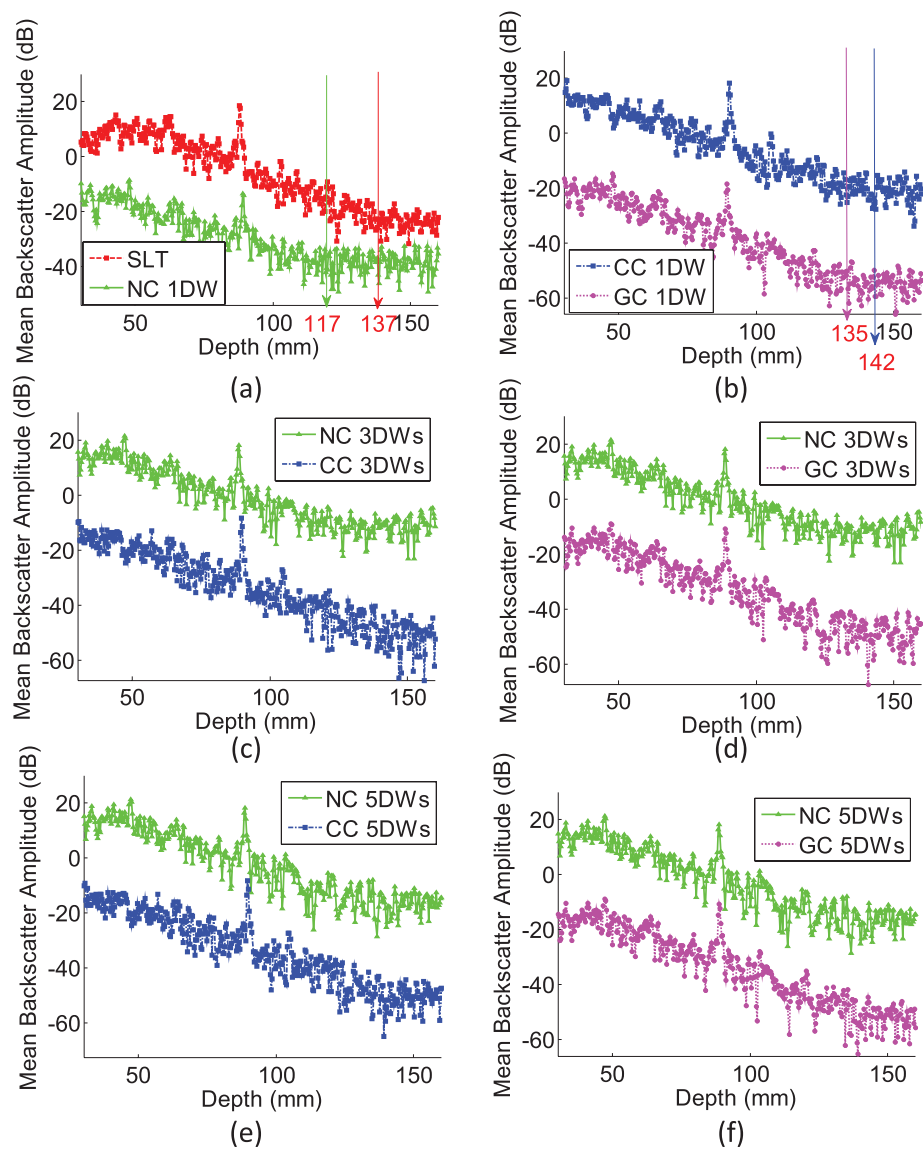 Mean Backscatter Amplitude (dB)
20
0
-20
-40
SLT
NC 1DW
50
100
150
117
137
Depth (mm)
(a)
Mean Backscatter Amplitude (dB)
20
0
-20
-40
-60
CC 1DW
GC 1DW
50
100
150
135
142
Depth (mm)
(b)
Mean Backscatter Amplitude (dB)
20
0
-20
-40
-60
NC 3DWs
CC 3DWs
50
100
150
Depth (mm)
(c)
Mean Backscatter Amplitude (dB)
20
0
-20
-40
-60
NC 3DWs
GC 3DWs
50
100
150
Depth (mm)
(d)
Mean Backscatter Amplitude (dB)
20
0
-20
-40
-60
NC 5DWs
CC 5DWs
50
100
150
Depth (mm)
(e)
Mean Backscatter Amplitude (dB)
20
0
-20
-40
-60
NC 5DWs
GC 5DWs
50
100
150
Depth (mm)
(f)